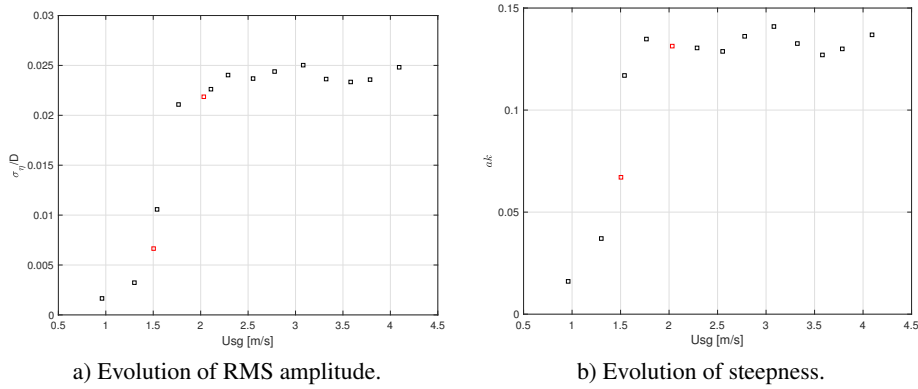 0.03
0.025
0.02
0.015
0.01
0.005
0
σ_η/D
0.5 1 1.5 2 2.5 3 3.5 4 4.5
Usg [m/s]
a) Evolution of RMS amplitude.
0.15
0.1
0.05
0
ak
0.5 1 1.5 2 2.5 3 3.5 4 4.5
Usg [m/s]
b) Evolution of steepness.